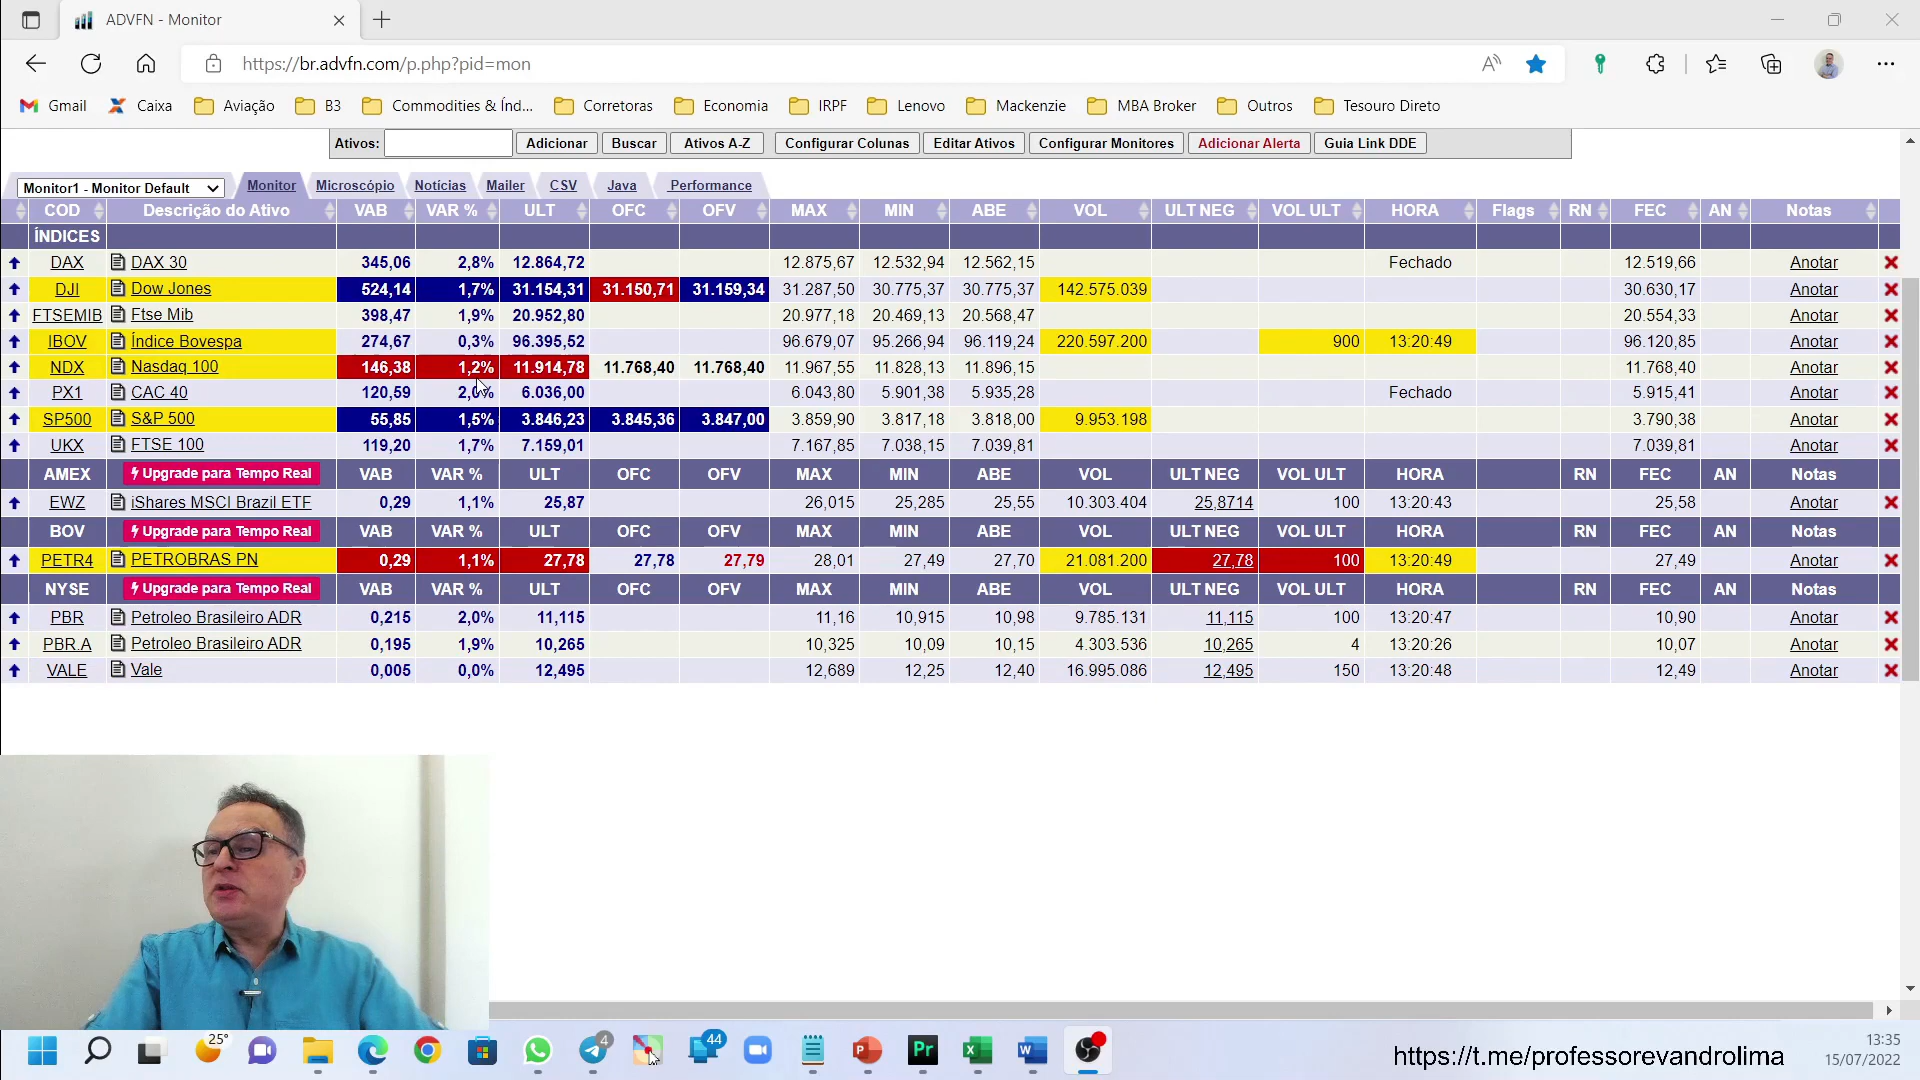 ADVFN - Monitor
https://br.advfn.com/p.php?pid=mon
Gmail Caixa Aviação B3 Commodities & Índ... Corretoras Economia IRPF Lenovo Mackenzie MBA Broker Outros Tesouro Direto
Ativos: Adicionar Buscar Ativos A-Z Configurar Colunas Editar Ativos Configurar Monitores Adicionar Alerta Guia Link DDE
Monitor1 - Monitor Default Monitor Microscópio Notícias Mailer CSV Java Performance
COD Descrição do Ativo VAB VAR % ULT OFC OFV MAX MIN ABE VOL ULT NEG VOL ULT HORA Flags RN FEC AN Notas
ÍNDICES
DAX DAX 30 345,06 2,8% 12.864,72 12.875,67 12.532,94 12.562,15 Fechado 12.519,66 Anotar
DJI Dow Jones 524,14 1,7% 31.154,31 31.150,71 31.159,34 31.287,50 30.775,37 30.775,37 142.575.039 30.630,17 Anotar
FTSEMIB Ftse Mib 398,47 1,9% 20.952,80 20.977,18 20.469,13 20.568,47 20.554,33 Anotar
IBOV Índice Bovespa 274,67 0,3% 96.395,52 96.679,07 95.266,94 96.119,24 220.597.200 900 13:20:49 96.120,85 Anotar
NDX Nasdaq 100 146,38 1,2% 11.914,78 11.768,40 11.768,40 11.967,55 11.828,13 11.896,15 11.768,40 Anotar
PX1 CAC 40 120,59 2,0% 6.036,00 6.043,80 5.901,38 5.935,28 Fechado 5.915,41 Anotar
SP500 S&P 500 55,85 1,5% 3.846,23 3.845,36 3.847,00 3.859,90 3.817,18 3.818,00 9.953.198 3.790,38 Anotar
UKX FTSE 100 119,20 1,7% 7.159,01 7.167,85 7.038,15 7.039,81 7.039,81 Anotar
AMEX Upgrade para Tempo Real VAB VAR % ULT OFC OFV MAX MIN ABE VOL ULT NEG VOL ULT HORA RN FEC AN Notas
EWZ iShares MSCI Brazil ETF 0,29 1,1% 25,87 26,015 25,285 25,55 10.303.404 25,8714 100 13:20:43 25,58 Anotar
BOV Upgrade para Tempo Real VAB VAR % ULT OFC OFV MAX MIN ABE VOL ULT NEG VOL ULT HORA RN FEC AN Notas
PETR4 PETROBRAS PN 0,29 1,1% 27,78 27,78 27,79 28,01 27,49 27,70 21.081.200 27,78 100 13:20:49 27,49 Anotar
NYSE Upgrade para Tempo Real VAB VAR % ULT OFC OFV MAX MIN ABE VOL ULT NEG VOL ULT HORA RN FEC AN Notas
PBR Petroleo Brasileiro ADR 0,215 2,0% 11,115 11,16 10,915 10,98 9.785.131 11,115 100 13:20:47 10,90 Anotar
PBR.A Petroleo Brasileiro ADR 0,195 1,9% 10,265 10,325 10,09 10,15 4.303.536 10,265 4 13:20:26 10,07 Anotar
VALE Vale 0,005 0,0% 12,495 12,689 12,25 12,40 16.995.086 12,495 150 13:20:48 12,49 Anotar
25° 4 44 P Pr X W
https://t.me/professorevandrolima
13:35
15/07/2022